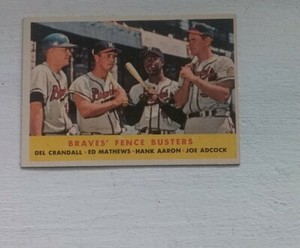 BRAVES' FENCE BUSTERS
DEL CRANDALL - ED MATHEWS - HANK AARON - JOE ADCOCK